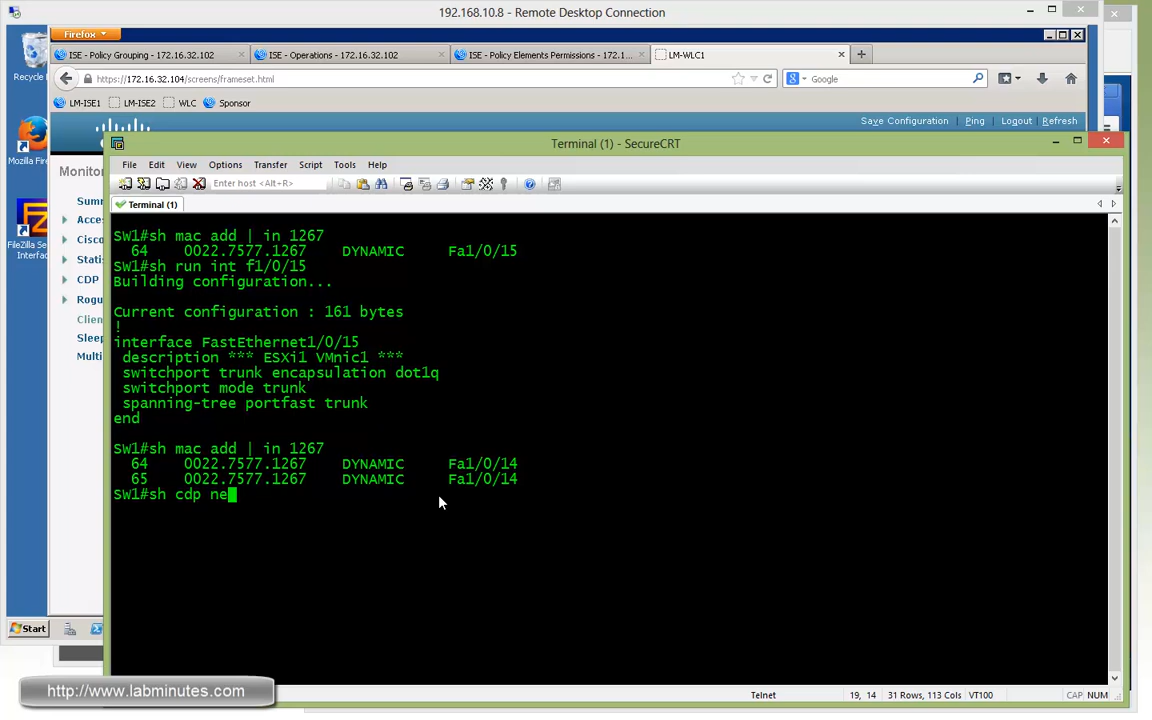 192.168.10.8 - Remote Desktop Connection
Firefox
ISE - Policy Grouping - 172.16.32.102
ISE - Operations - 172.16.32.102
ISE - Policy Elements Permissions - 172.1...
LM-WLC1
https://172.16.32.104/screens/frameset.html
Google
LM-ISE1
LM-ISE2
WLC
Sponsor
Recycle
Mozilla Fire
FileZilla Se
Interfac
Save Configuration
Ping
Logout
Refresh
Monito
Summ
Acce
Cisco
Stati
CDP
Rogu
Clien
Sleep
Multi
Terminal (1) - SecureCRT
File Edit View Options Transfer Script Tools Help
Enter host <Alt+R>
Terminal (1)
SW1#sh mac add | in 1267
64 0022.7577.1267 DYNAMIC Fa1/0/15
SW1#sh run int f1/0/15
Building configuration...
Current configuration : 161 bytes
!
interface FastEthernet1/0/15
description *** ESXi1 VMnic1 ***
switchport trunk encapsulation dot1q
switchport mode trunk
spanning-tree portfast trunk
end
SW1#sh mac add | in 1267
64 0022.7577.1267 DYNAMIC Fa1/0/14
65 0022.7577.1267 DYNAMIC Fa1/0/14
SW1#sh cdp ne
Start
http://www.labminutes.com
Telnet
19, 14
31 Rows, 113 Cols
VT100
CAP NUM